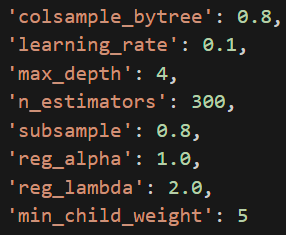 'colsample_bytree': 0.8,
'learning_rate': 0.1,
'max_depth': 4,
'n_estimators': 300,
'subsample': 0.8,
'reg_alpha': 1.0,
'reg_lambda': 2.0,
'min_child_weight': 5